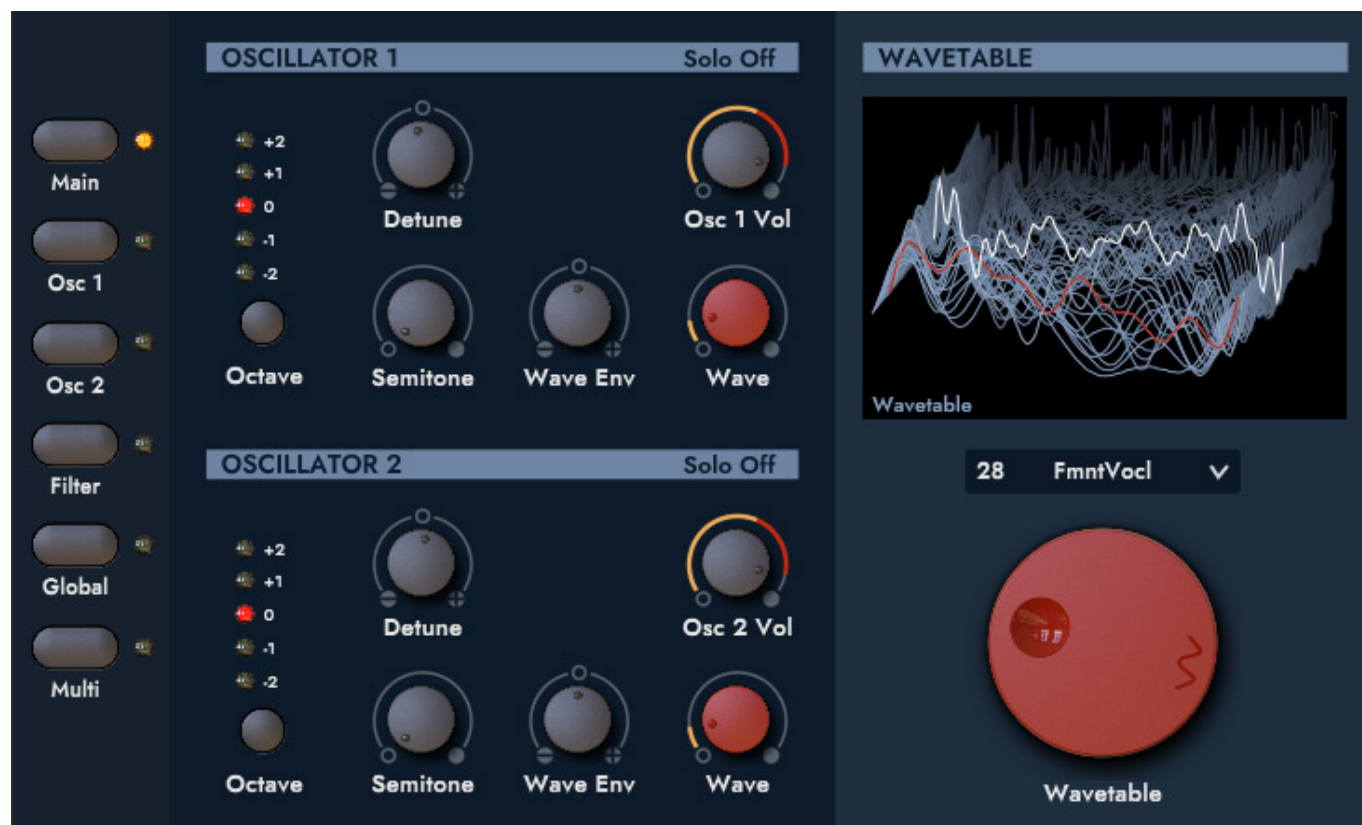 Main
Osc 1
Osc 2
Filter
Global
Multi
OSCILLATOR 1 Solo Off
+2
+1
0
-1
-2
Octave
Detune
Osc 1 Vol
Semitone
Wave Env
Wave
OSCILLATOR 2 Solo Off
+2
+1
0
-1
-2
Octave
Detune
Osc 2 Vol
Semitone
Wave Env
Wave
WAVETABLE
Wavetable
28 FmntVocl
Wavetable